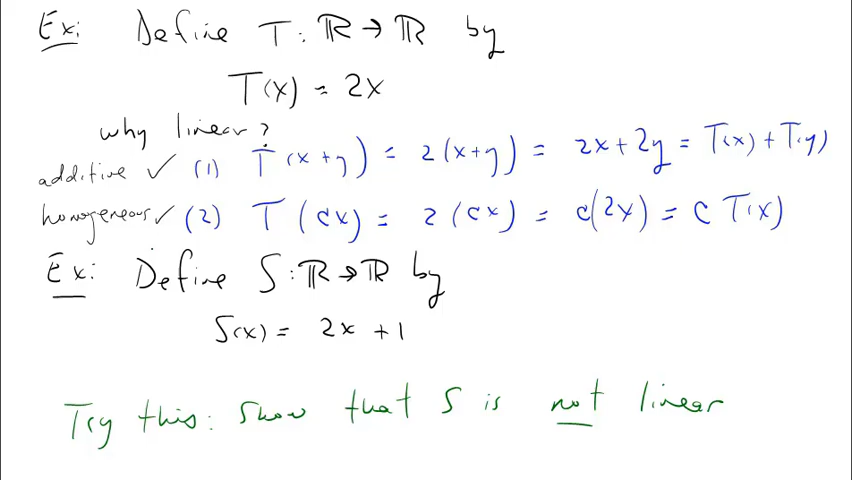 Ex: Define T: ℝ → ℝ by
T(x) = 2x
why linear?
additive ✓ (1) T(x+y) = 2(x+y) = 2x+2y = T(x)+T(y)
homogeneous ✓ (2) T(cx) = 2(cx) = c(2x) = c T(x)
Ex: Define S: ℝ → ℝ by
S(x) = 2x + 1
Try this: show that S is not linear